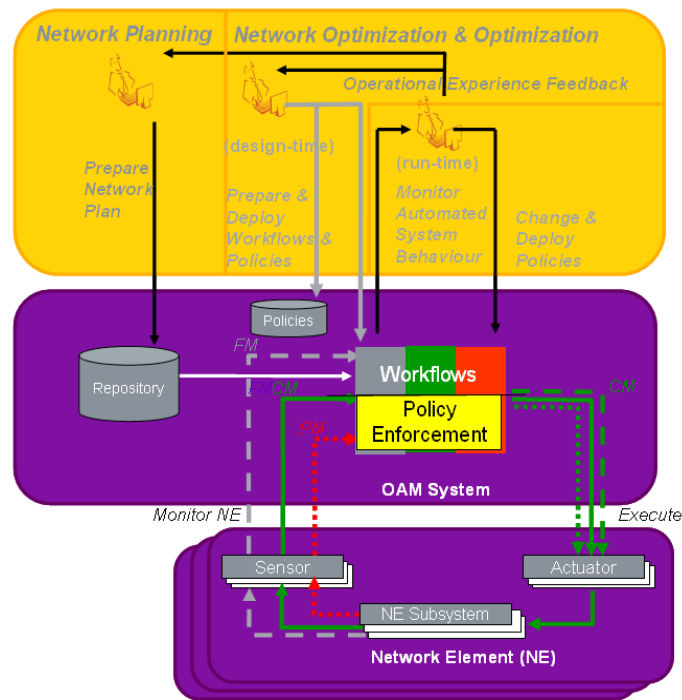 Network Planning
Network Optimization & Optimization
Operational Experience Feedback
(design-time)
(run-time)
Prepare
Network
Plan
Prepare &
Deploy
Workflows &
Policies
Monitor
Automated
System
Behaviour
Change &
Deploy
Policies
Policies
FM
Repository
Workflows
FMCM
CM
PM
Policy
Enforcement
OAM System
Monitor NE
Execute
Sensor
Actuator
NE Subsystem
Network Element (NE)